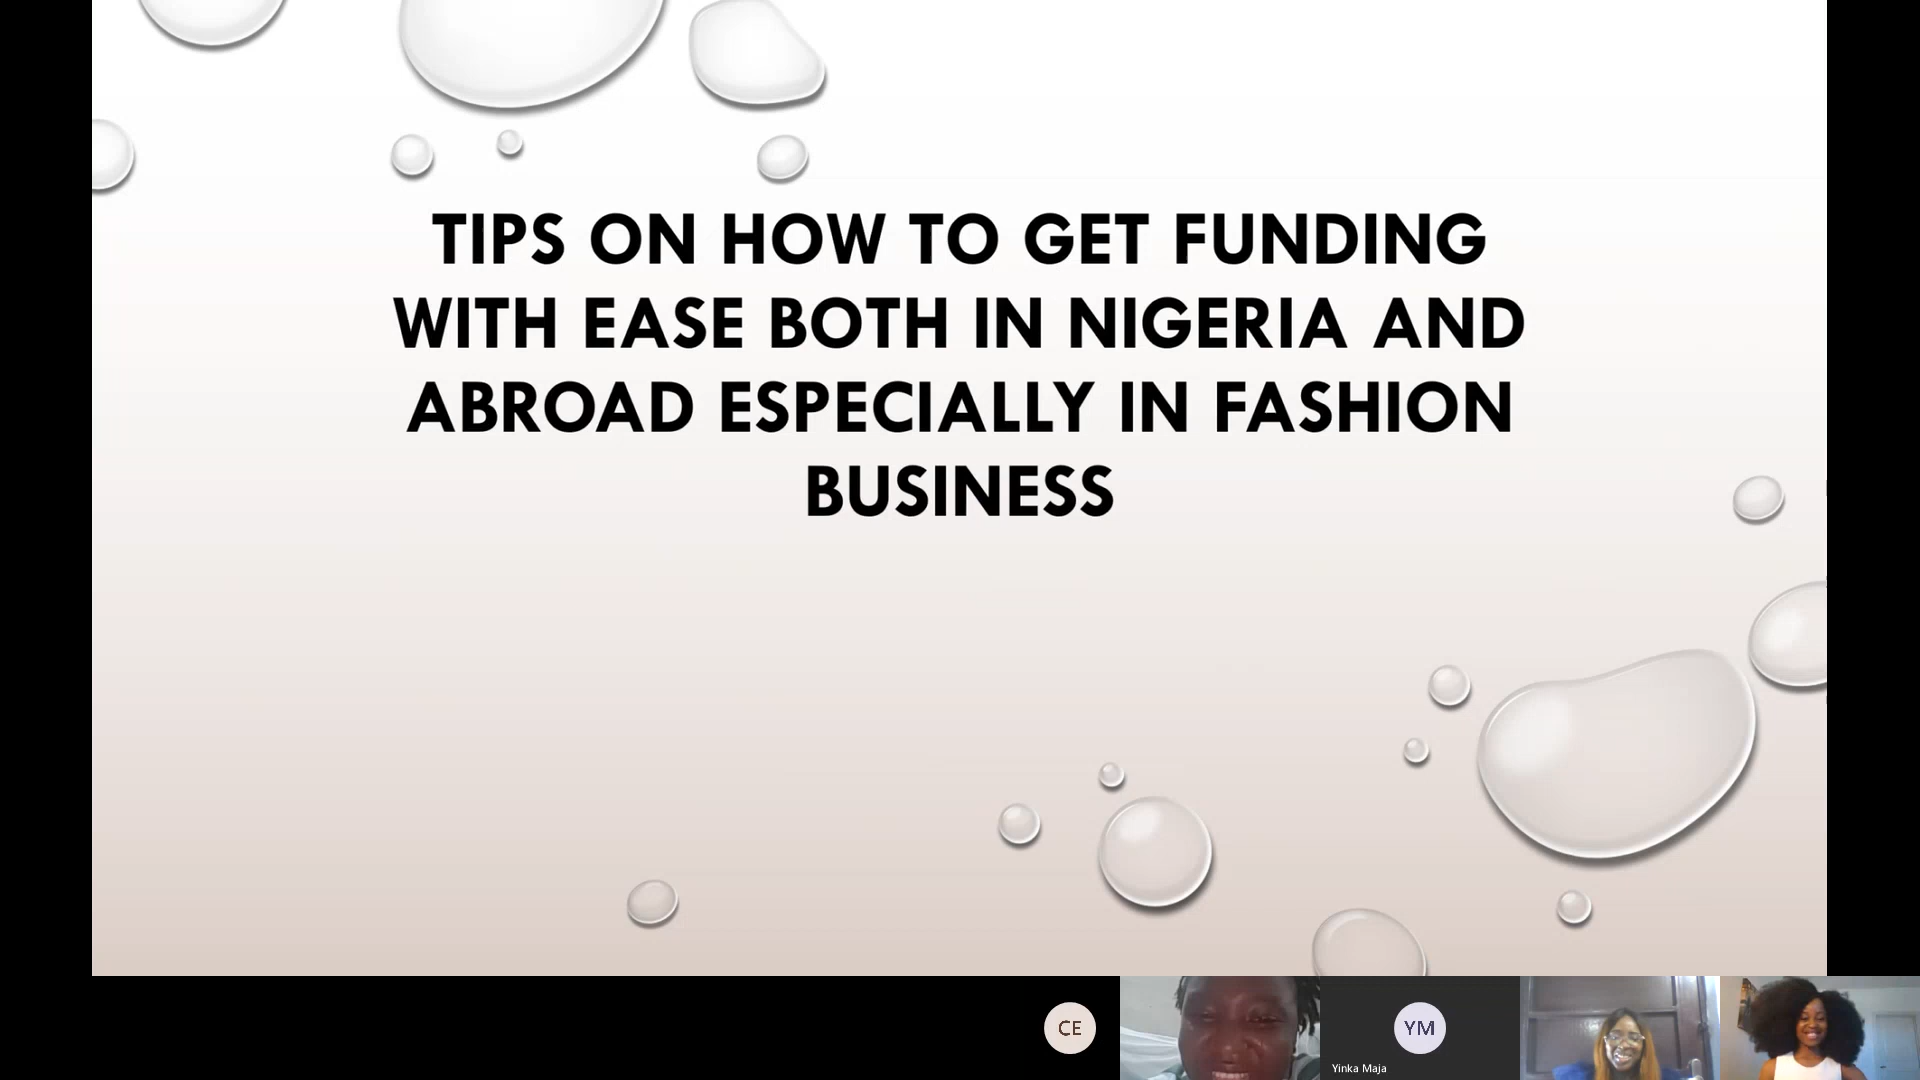 TIPS ON HOW TO GET FUNDING
WITH EASE BOTH IN NIGERIA AND
ABROAD ESPECIALLY IN FASHION
BUSINESS
CE
YM
Yinka Maja